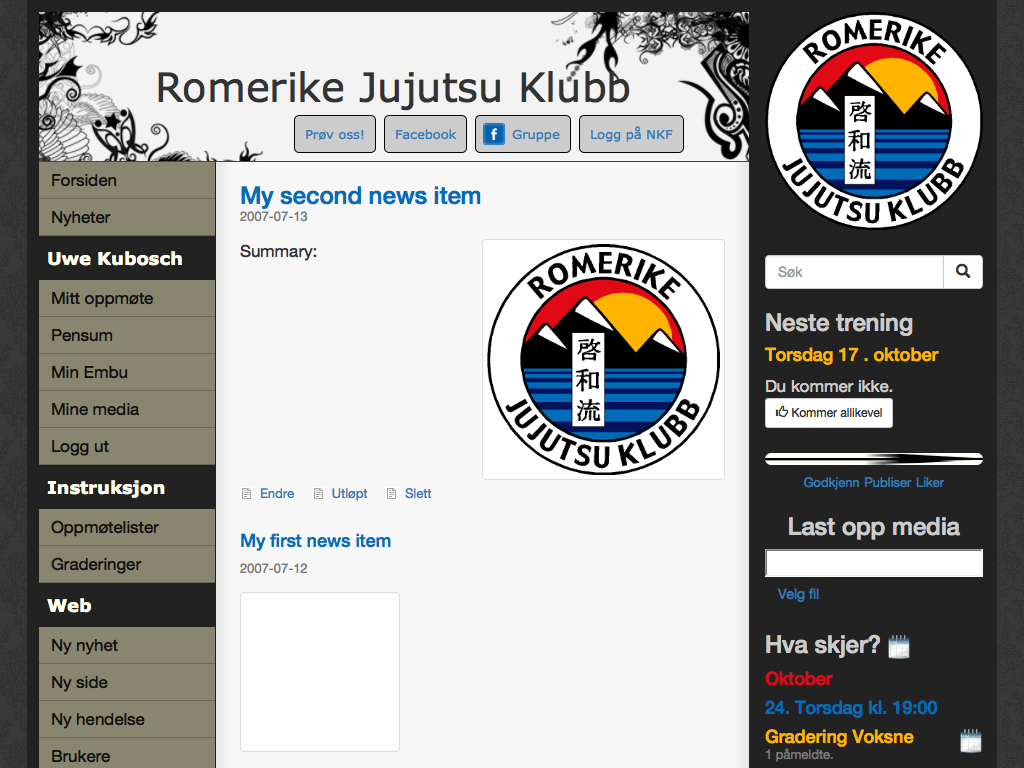 Romerike Jujutsu Klubb
Prøv oss!
Facebook
Gruppe
Logg på NKF
Forsiden
Nyheter
Uwe Kubosch
Mitt oppmøte
Pensum
Min Embu
Mine media
Logg ut
Instruksjon
Oppmøtelister
Graderinger
Web
Ny nyhet
Ny side
Ny hendelse
Brukere
My second news item
2007-07-13
Summary:
ROMERIKE
啓和流
JUJUTSU KLUBB
Endre
Utløpt
Slett
My first news item
2007-07-12
ROMERIKE
啓和流
JUJUTSU KLUBB
Søk
Neste trening
Torsdag 17 . oktober
Du kommer ikke.
Kommer allikevel
Godkjenn Publiser Liker
Last opp media
Velg fil
Hva skjer?
Oktober
24. Torsdag kl. 19:00
Gradering Voksne
1 påmeldte.